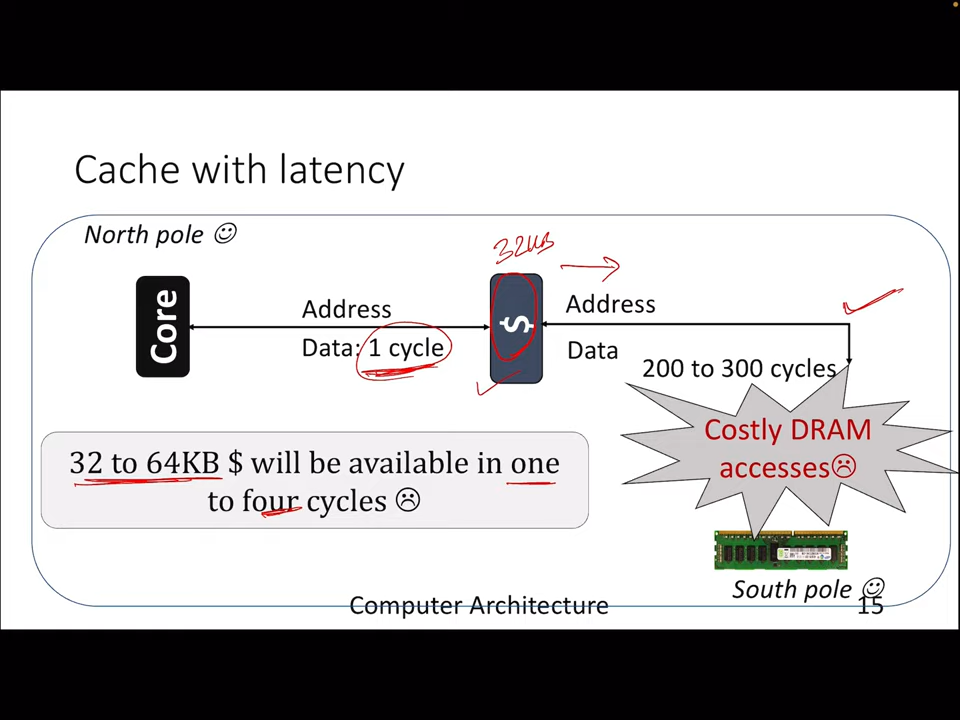 Cache with latency
North pole ☺
32KB
Core
Address
Data: 1 cycle
$
Address
Data
200 to 300 cycles
Costly DRAM
accesses☹
32 to 64KB $ will be available in one
to four cycles ☹
South pole ☺
Computer Architecture
15